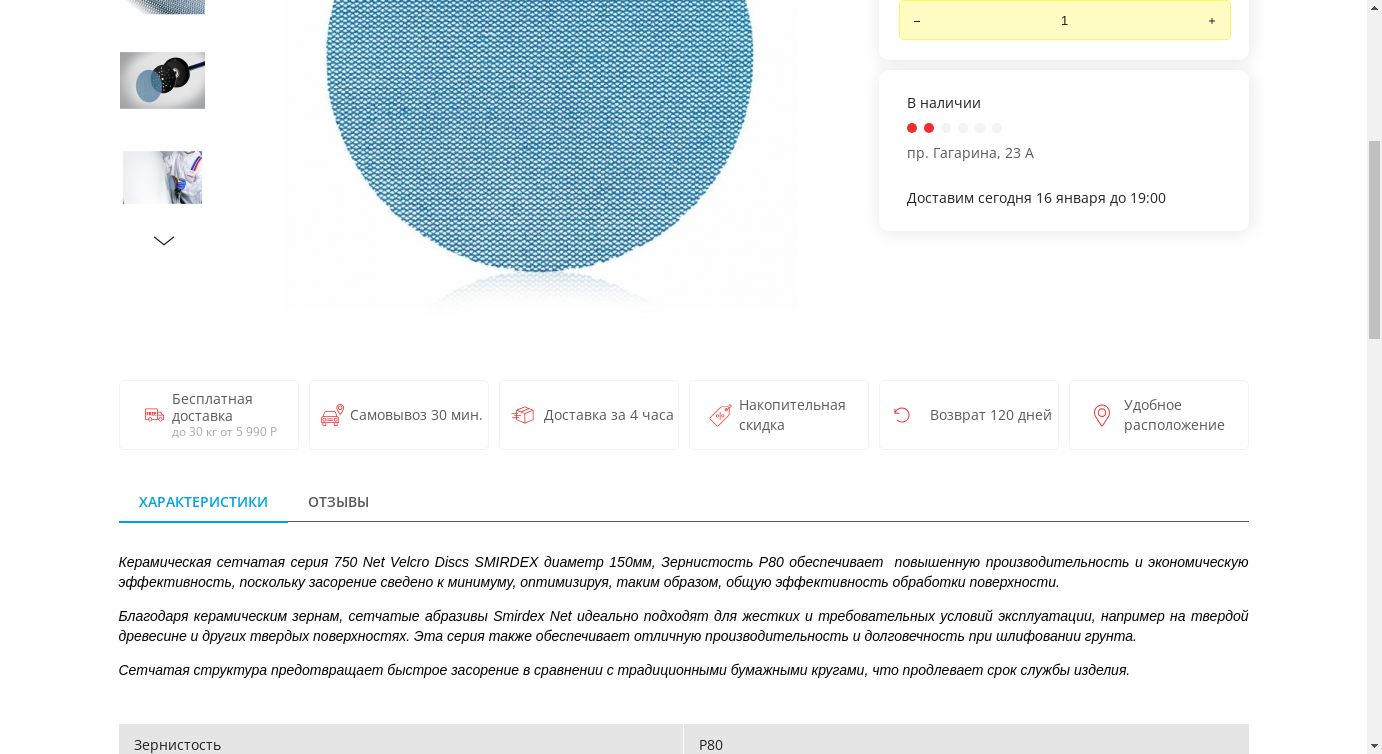 –
1
+
В наличии
пр. Гагарина, 23 А
Доставим сегодня 16 января до 19:00
Бесплатная
доставка
до 30 кг от 5 990 Р
Самовывоз 30 мин.
Доставка за 4 часа
Накопительная
скидка
Возврат 120 дней
Удобное
расположение
ХАРАКТЕРИСТИКИ
ОТЗЫВЫ
Керамическая сетчатая серия 750 Net Velcro Discs SMIRDEX диаметр 150мм, Зернистость P80 обеспечивает повышенную производительность и экономическую
эффективность, поскольку засорение сведено к минимуму, оптимизируя, таким образом, общую эффективность обработки поверхности.
Благодаря керамическим зернам, сетчатые абразивы Smirdex Net идеально подходят для жестких и требовательных условий эксплуатации, например на твердой
древесине и других твердых поверхностях. Эта серия также обеспечивает отличную производительность и долговечность при шлифовании грунта.
Сетчатая структура предотвращает быстрое засорение в сравнении с традиционными бумажными кругами, что продлевает срок службы изделия.
Зернистость
P80